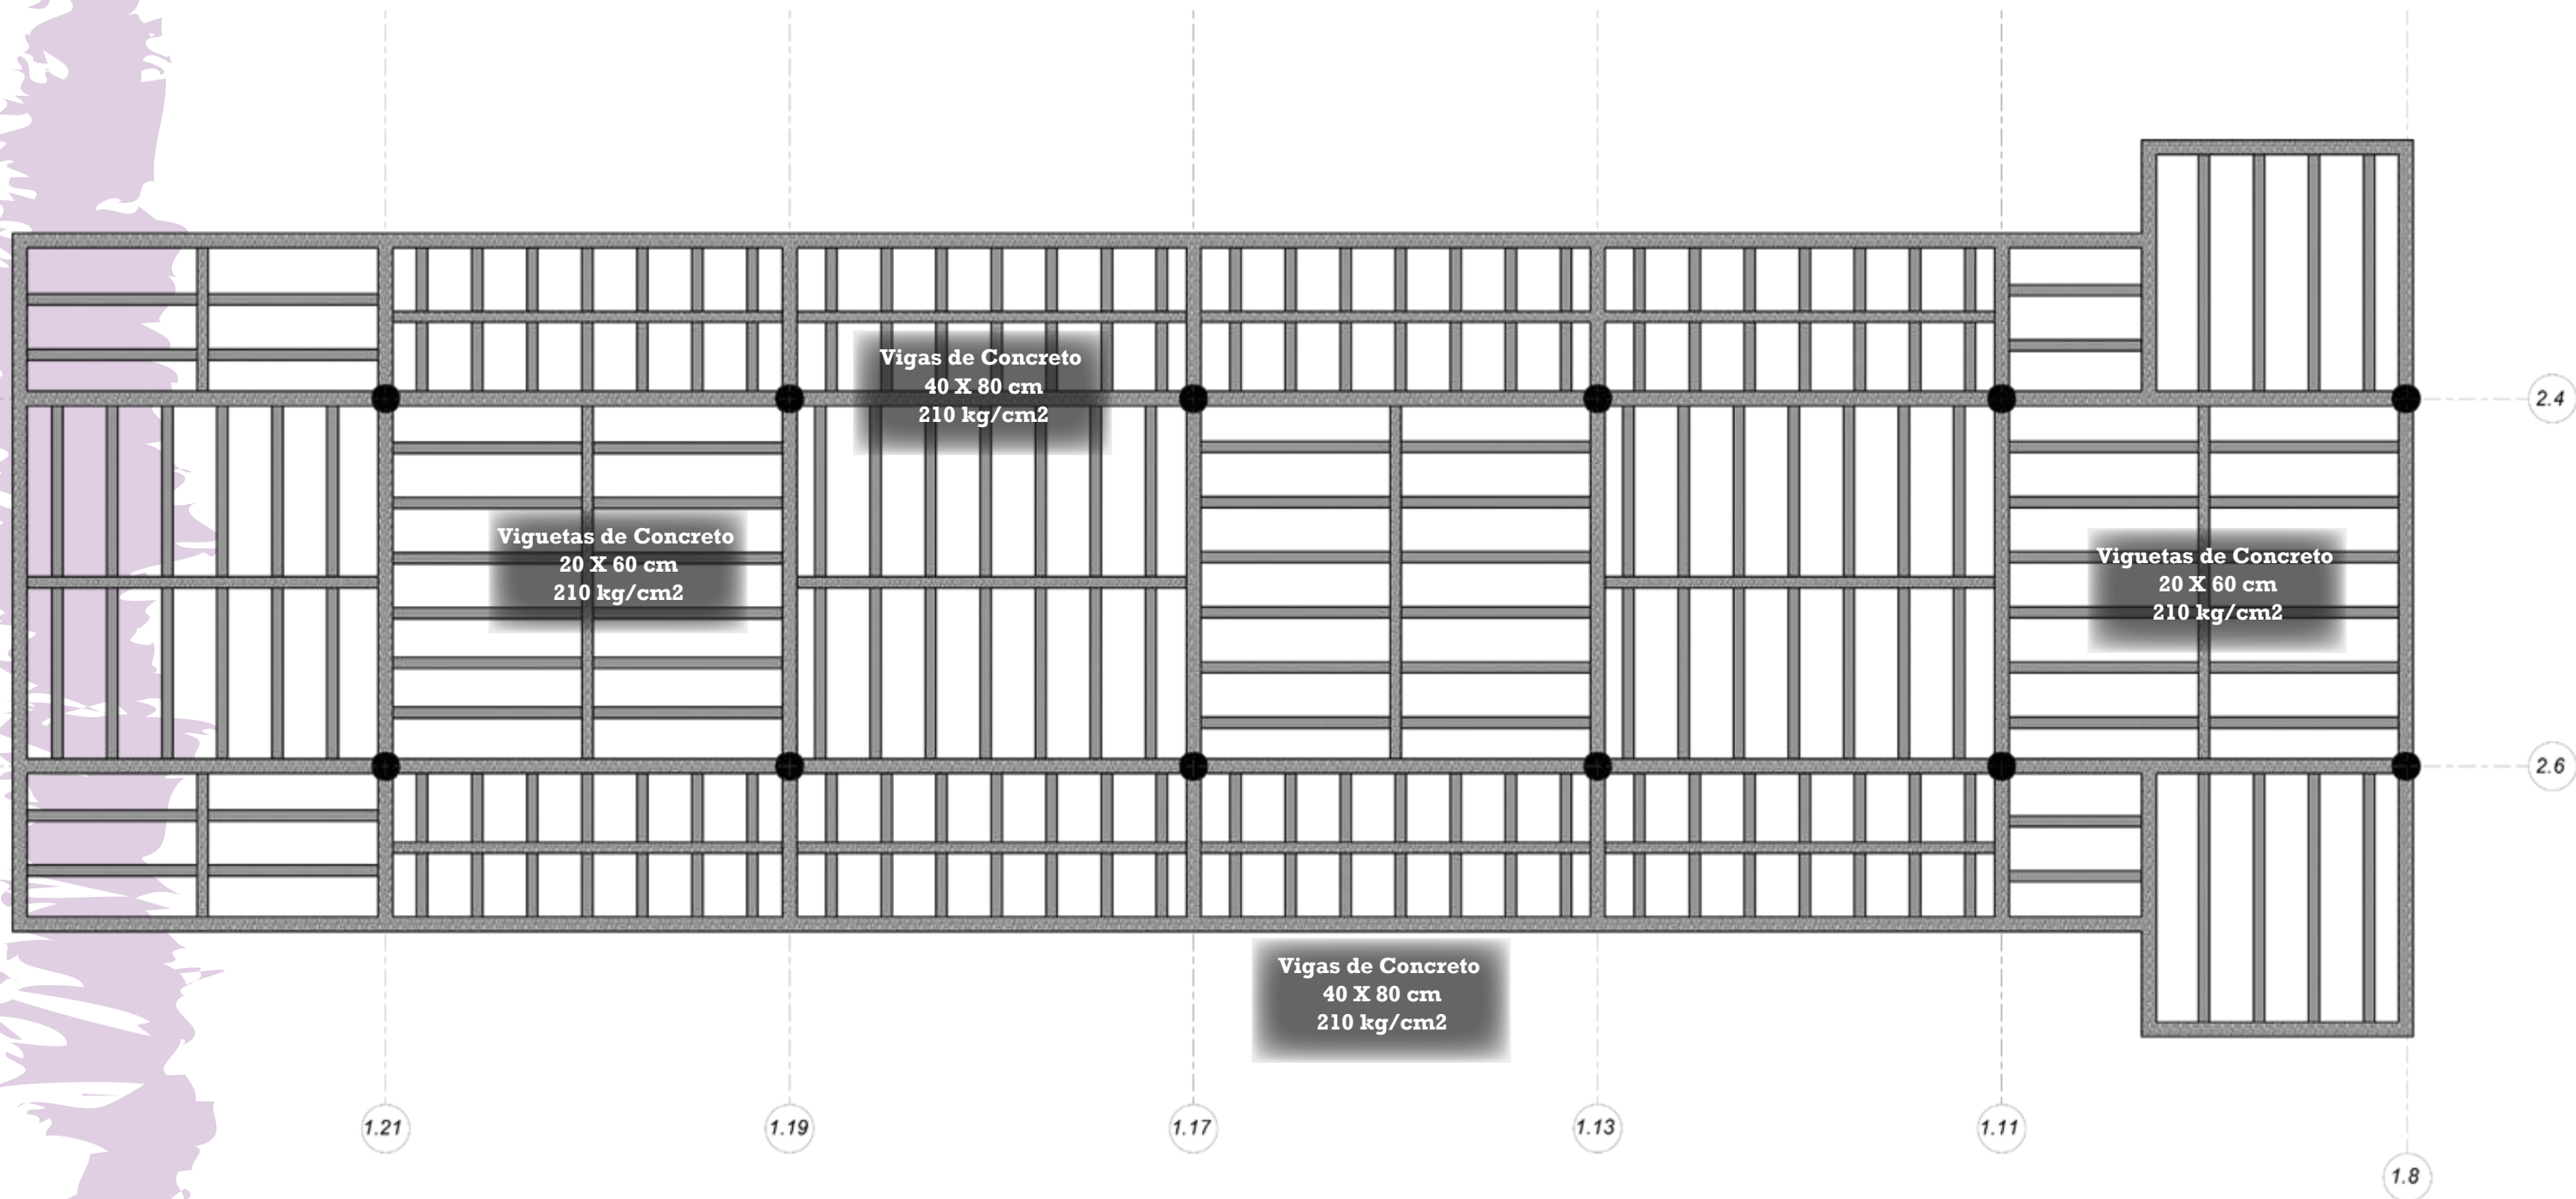 Vigas de Concreto
40 X 80 cm
210 kg/cm2
2.4
Viguetas de Concreto
20 X 60 cm
210 kg/cm2
Viguetas de Concreto
20 X 60 cm
210 kg/cm2
2.6
Vigas de Concreto
40 X 80 cm
210 kg/cm2
1.21
1.19
1.17
1.13
1.11
1.8